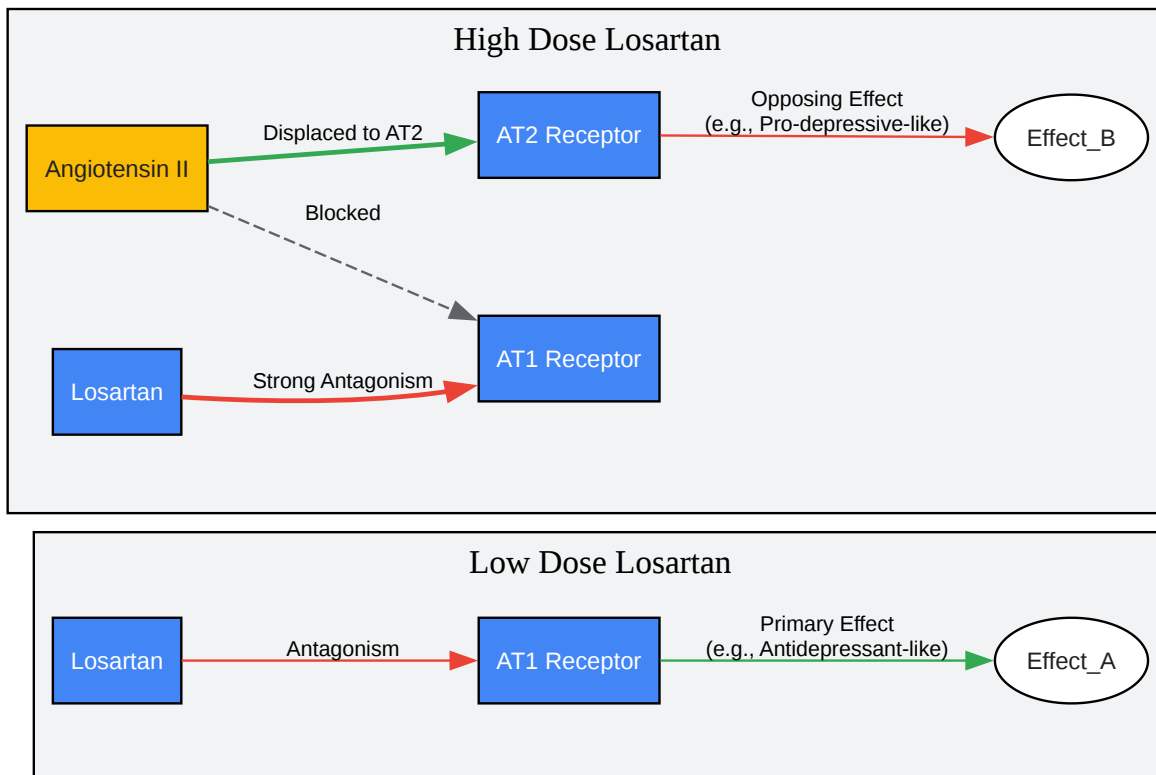 High Dose Losartan
Opposing Effect
(e.g., Pro-depressive-like)
Displaced to AT2
AT2 Receptor
Effect_B
Angiotensin II
Blocked
AT1 Receptor
Strong Antagonism
Losartan
Low Dose Losartan
Primary Effect
(e.g., Antidepressant-like)
Losartan
Antagonism
AT1 Receptor
Effect_A